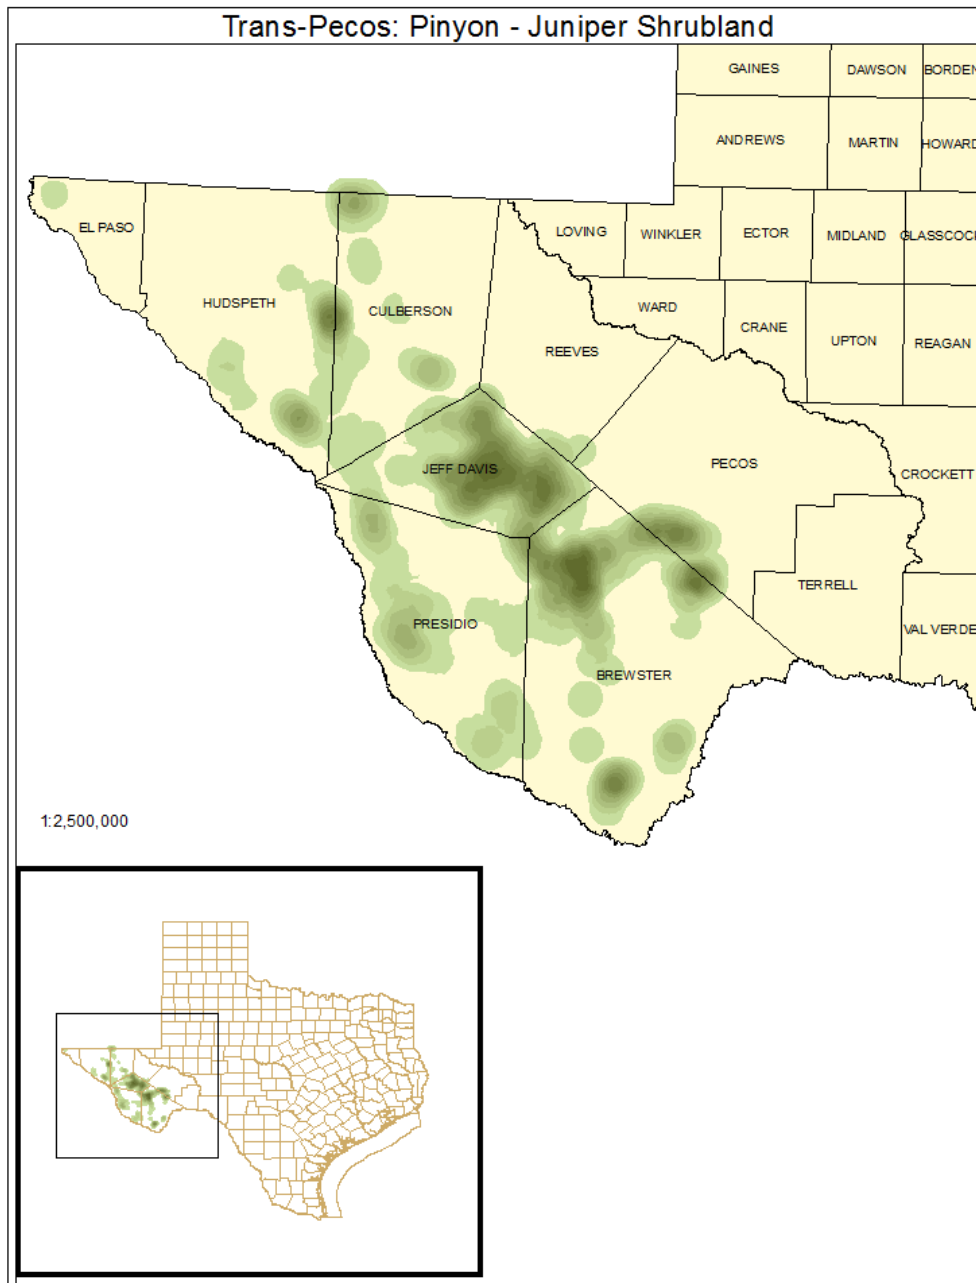 Trans-Pecos: Pinyon - Juniper Shrubland
GAINES
DAWSON
BORDEN
ANDREWS
MARTIN
HOWARD
EL PASO
LOVING
WINKLER
ECTOR
MIDLAND
GLASSCOCK
HUDSPETH
CULBERSON
WARD
CRANE
UPTON
REAGAN
REEVES
JEFF DAVIS
PECOS
CROCKETT
TERRELL
PRESIDIO
VAL VERDE
BREWSTER
1:2,500,000